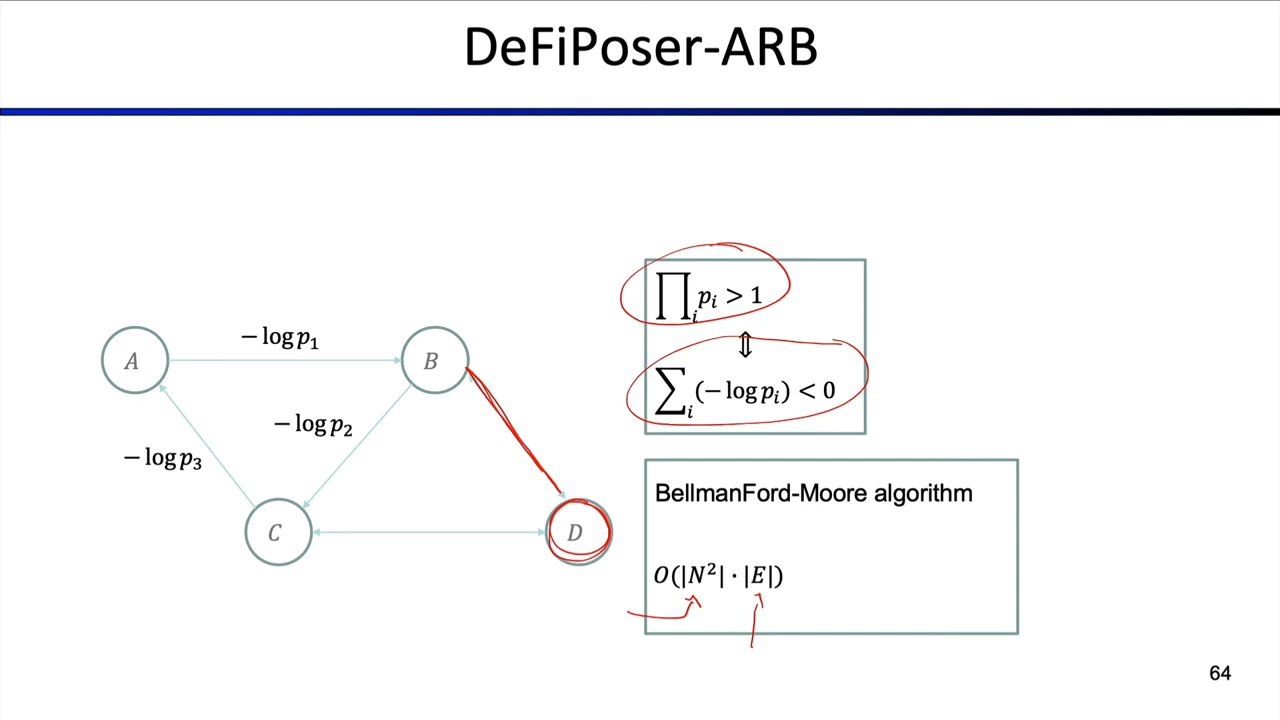 DeFiPoser-ARB
∏ᵢ pᵢ > 1
⇕
∑ᵢ (− log pᵢ) < 0
A
− log p₁
B
− log p₂
− log p₃
C
D
BellmanFord-Moore algorithm
O(|N²| · |E|)
64